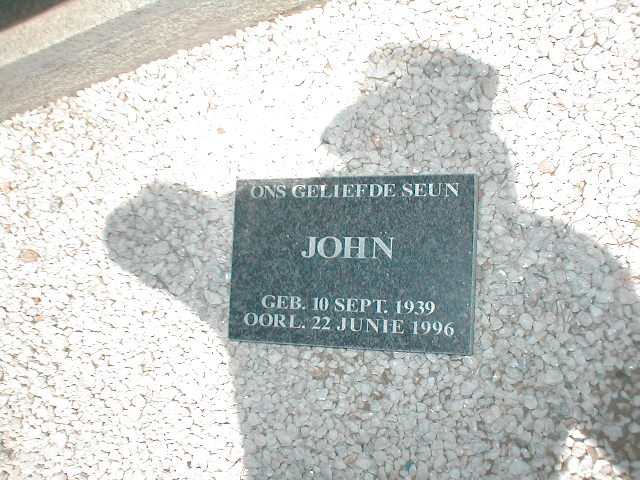 ONS GELIEFDE SEUN
JOHN
GEB. 10 SEPT. 1939
OORL. 22 JUNIE 1996